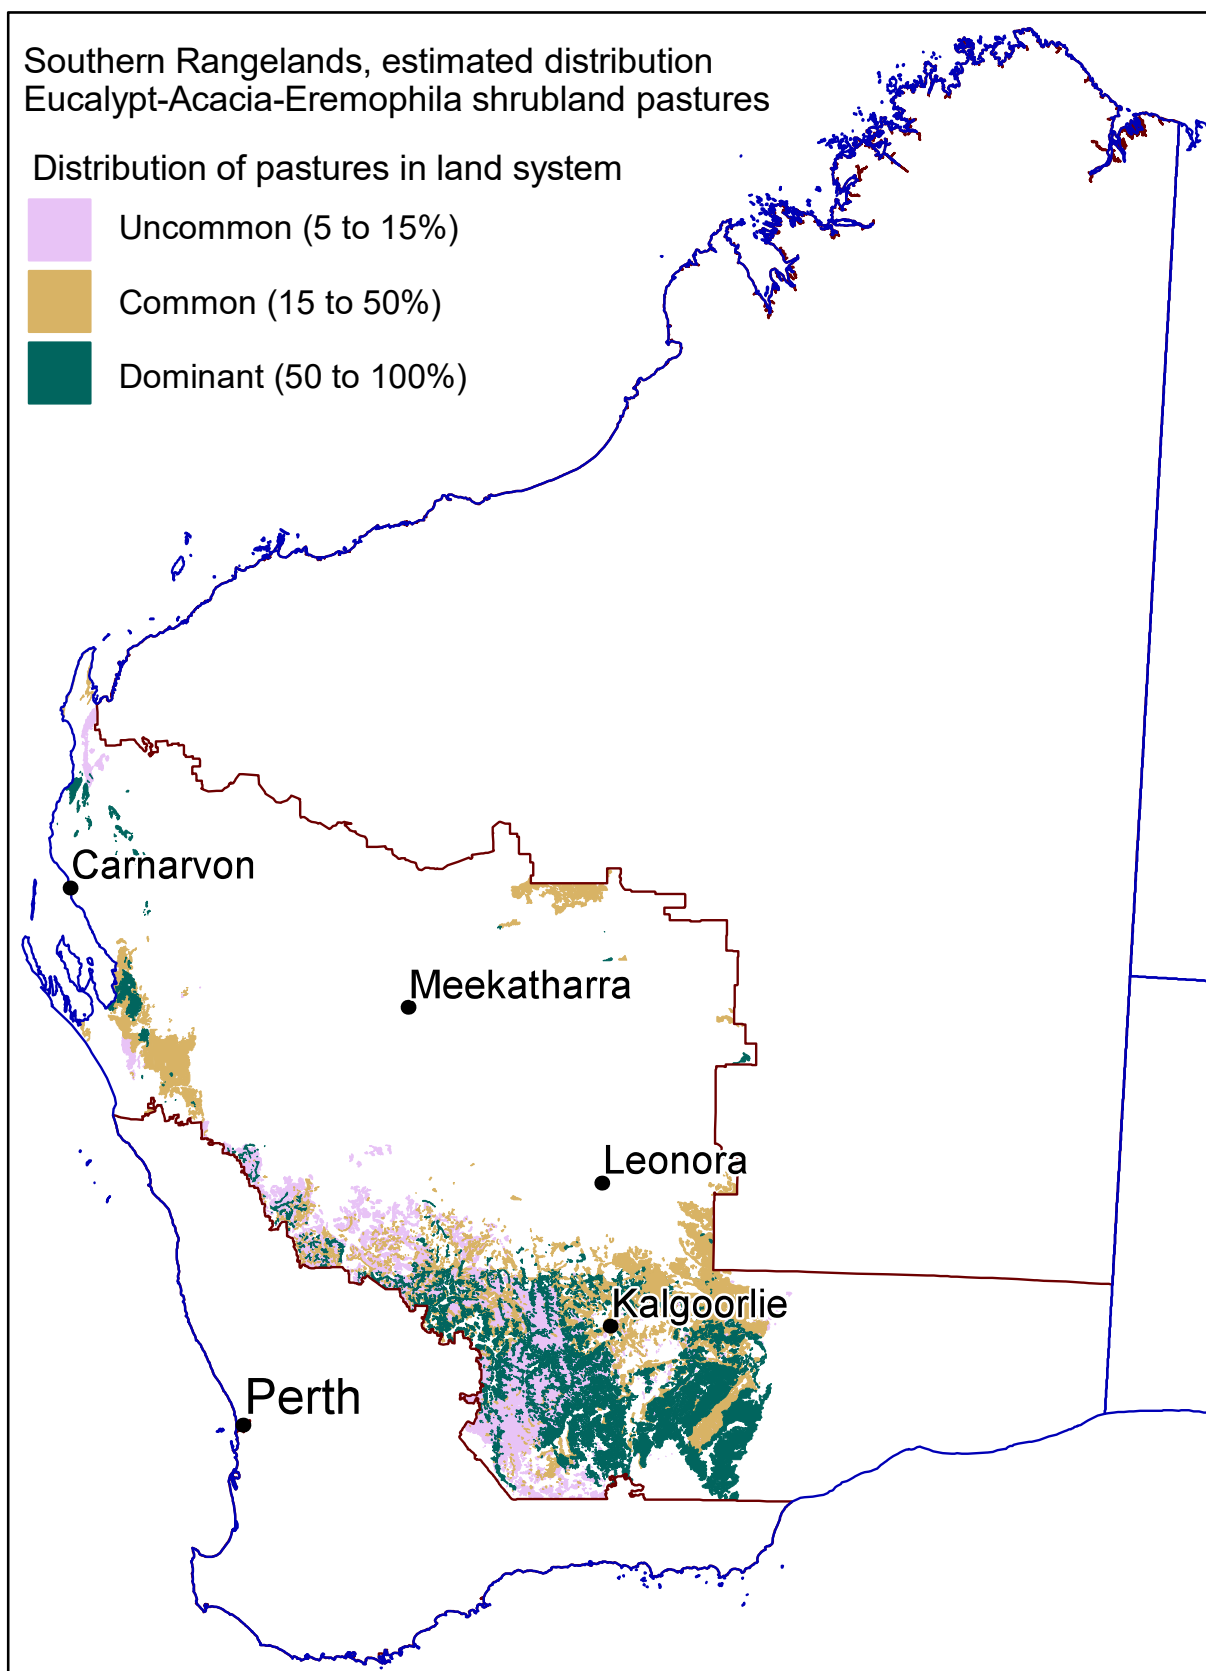 Southern Rangelands, estimated distribution
Eucalypt-Acacia-Eremophila shrubland pastures
Distribution of pastures in land system
Uncommon (5 to 15%)
Common (15 to 50%)
Dominant (50 to 100%)
Carnarvon
Meekatharra
Leonora
Kalgoorlie
Perth